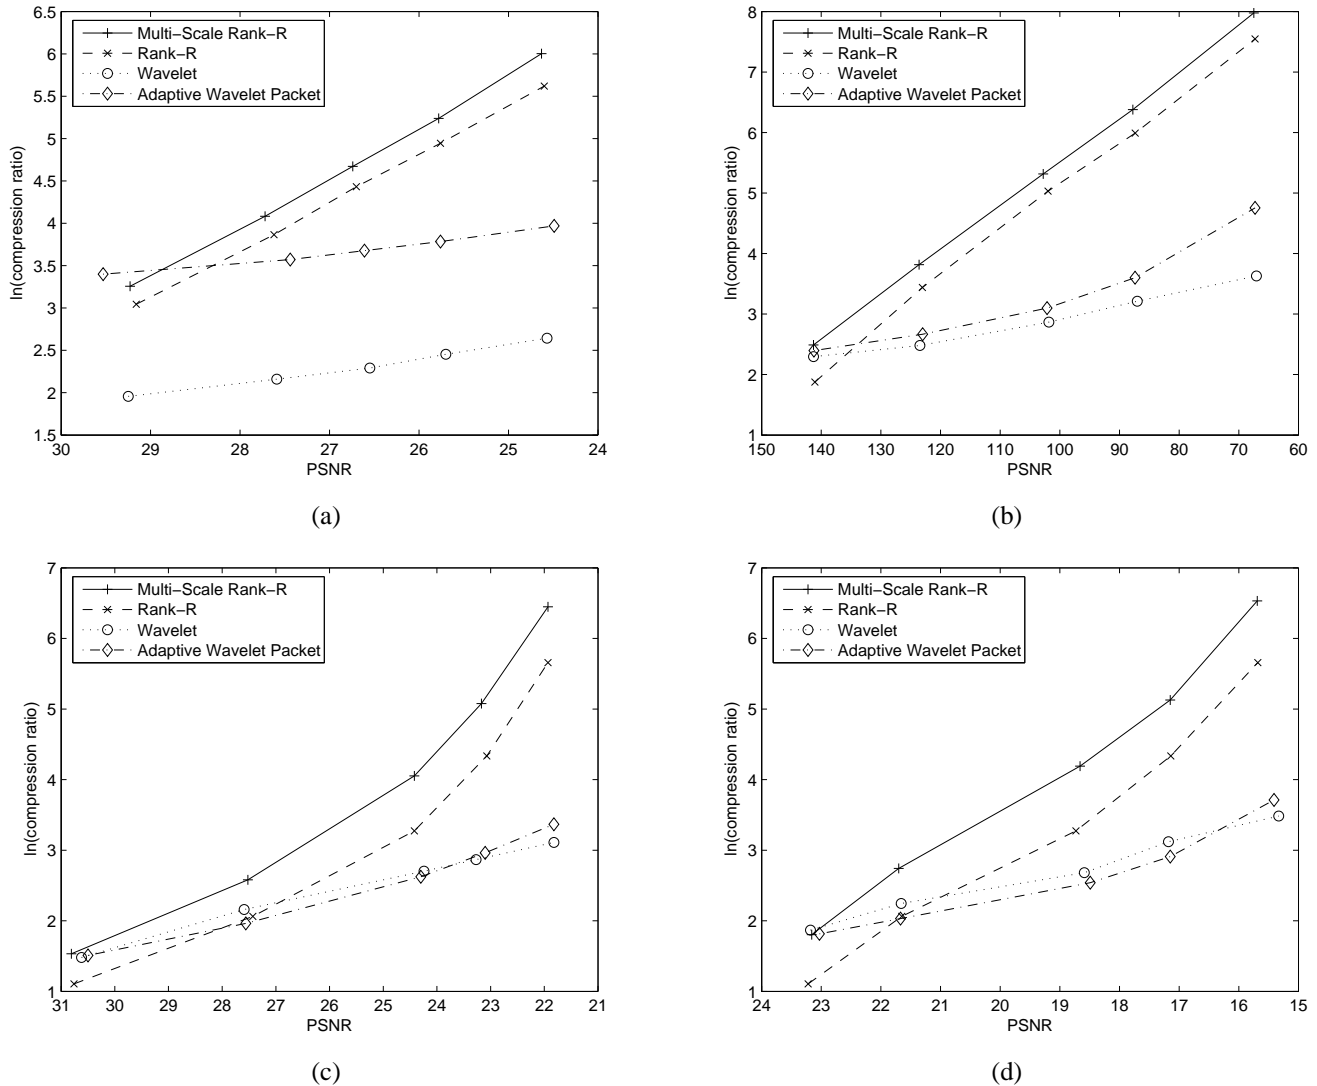 6.5
6
5.5
5
4.5
4
3.5
3
2.5
2
1.5
ln(compression ratio)
Multi−Scale Rank−R
Rank−R
Wavelet
Adaptive Wavelet Packet
30 29 28 27 26 25 24
PSNR
(a)
8
7
6
5
4
3
2
1
ln(compression ratio)
Multi−Scale Rank−R
Rank−R
Wavelet
Adaptive Wavelet Packet
150 140 130 120 110 100 90 80 70 60
PSNR
(b)
7
6
5
4
3
2
1
ln(compression ratio)
Multi−Scale Rank−R
Rank−R
Wavelet
Adaptive Wavelet Packet
31 30 29 28 27 26 25 24 23 22 21
PSNR
(c)
7
6
5
4
3
2
1
ln(compression ratio)
Multi−Scale Rank−R
Rank−R
Wavelet
Adaptive Wavelet Packet
24 23 22 21 20 19 18 17 16 15
PSNR
(d)